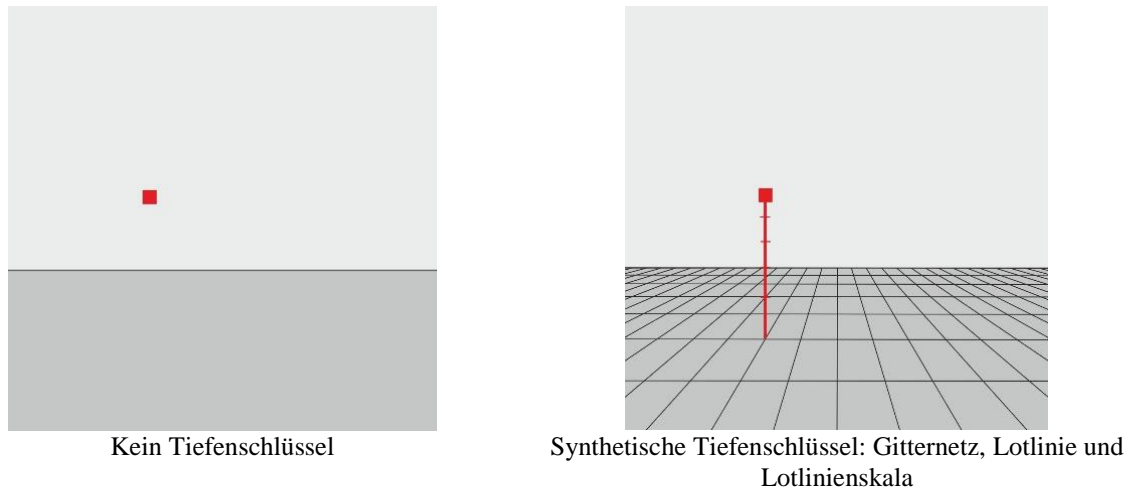 Kein Tiefenschlüssel
Synthetische Tiefenschlüssel: Gitternetz, Lotlinie und
Lotlinienskala